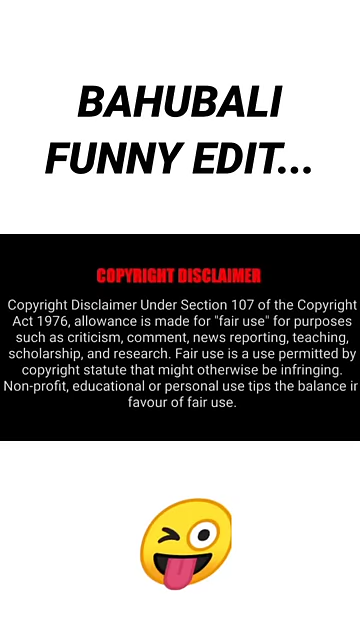 BAHUBALI
FUNNY EDIT...
COPYRIGHT DISCLAIMER
Copyright Disclaimer Under Section 107 of the Copyright
Act 1976, allowance is made for "fair use" for purposes
such as criticism, comment, news reporting, teaching,
scholarship, and research. Fair use is a use permitted by
copyright statute that might otherwise be infringing.
Non-profit, educational or personal use tips the balance in
favour of fair use.